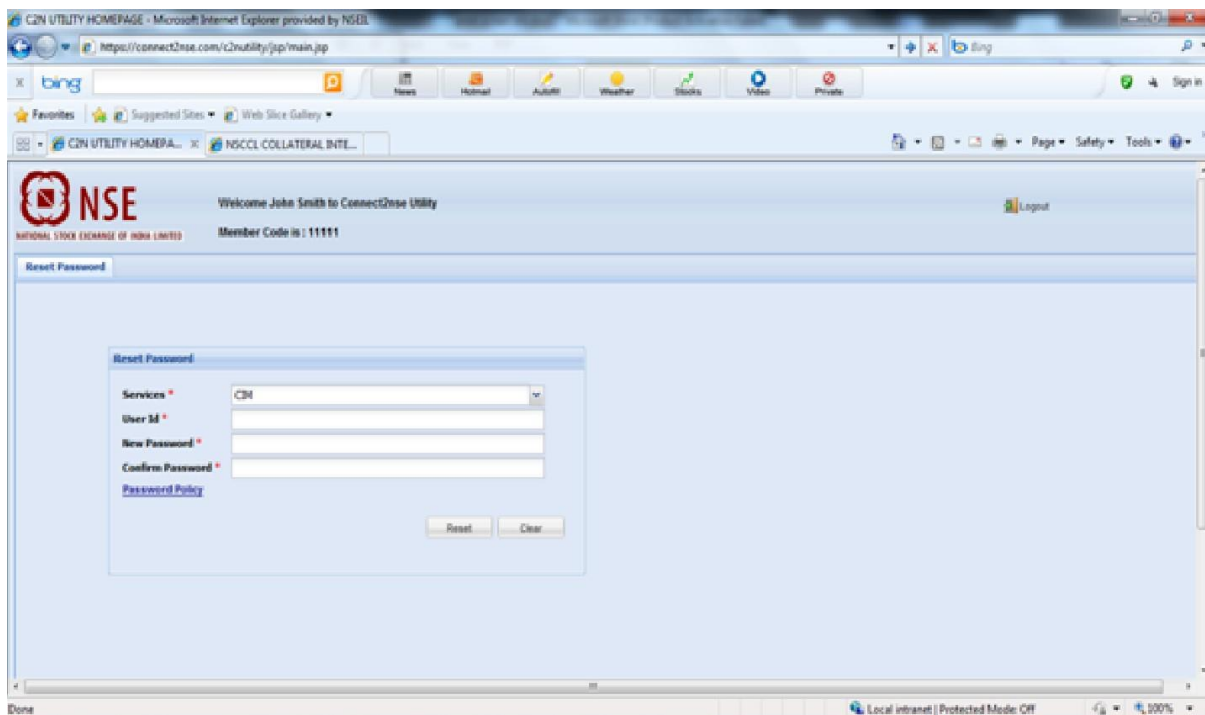 C2N UTILITY HOMEPAGE - Microsoft Internet Explorer provided by NSEIL
https://connect2nse.com/c2nutility/jsp/main.jsp
Bing
x bing News Hotmail Autofill Weather Stocks Video Private Sign in
Favorites Suggested Sites Web Slice Gallery
C2N UTILITY HOMEPA... x NSCCL COLLATERAL INTE... Page Safety Tools
NSE
NATIONAL STOCK EXCHANGE OF INDIA LIMITED
Welcome John Smith to Connect2nse Utility
Logout
Member Code is : 11111
Reset Password
Reset Password
Services * CIM
User Id *
New Password *
Confirm Password *
Password Policy
Reset Clear
Done Local intranet | Protected Mode: Off 100%